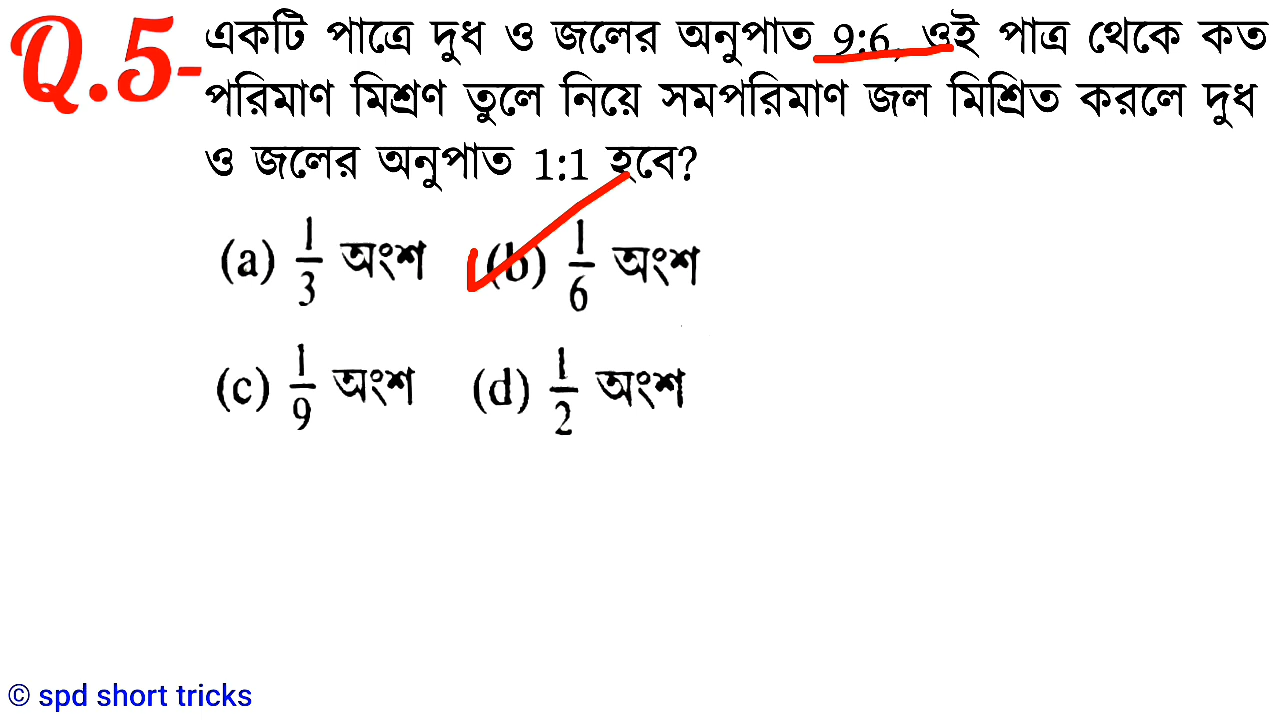 Q.5- একটি পাত্রে দুধ ও জলের অনুপাত 9:6, ওই পাত্র থেকে কত
পরিমাণ মিশ্রণ তুলে নিয়ে সমপরিমাণ জল মিশ্রিত করলে দুধ
ও জলের অনুপাত 1:1 হবে?
(a) 1/3 অংশ (b) 1/6 অংশ
(c) 1/9 অংশ (d) 1/2 অংশ
© spd short tricks